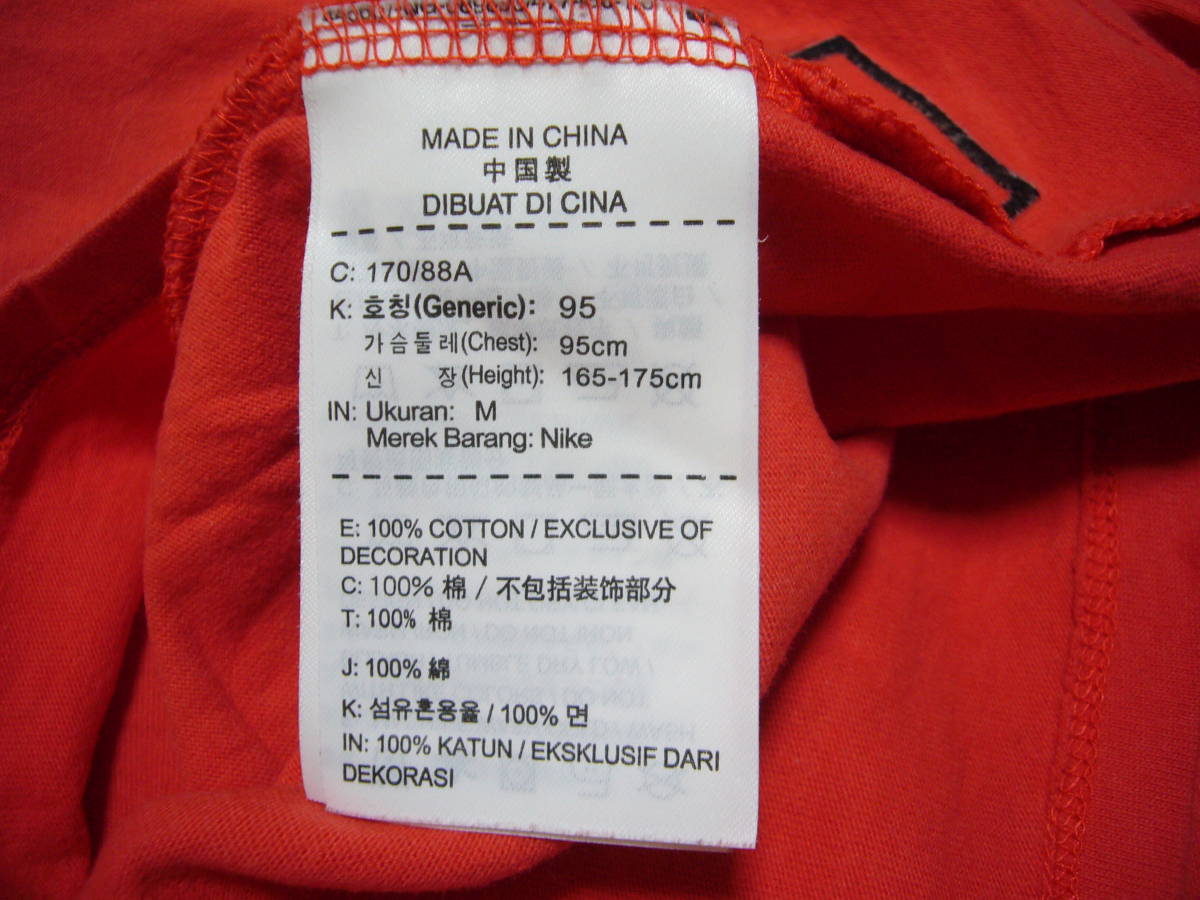 MADE IN CHINA
中国製
DIBUAT DI CINA
C: 170/88A
K: 호칭(Generic): 95
가슴둘레(Chest): 95cm
신 장(Height): 165-175cm
IN: Ukuran: M
Merek Barang: Nike
E: 100% COTTON / EXCLUSIVE OF
DECORATION
C: 100% 棉 / 不包括装饰部分
T: 100% 棉
J: 100% 綿
K: 섬유혼용율 / 100% 면
IN: 100% KATUN / EKSKLUSIF DARI
DEKORASI